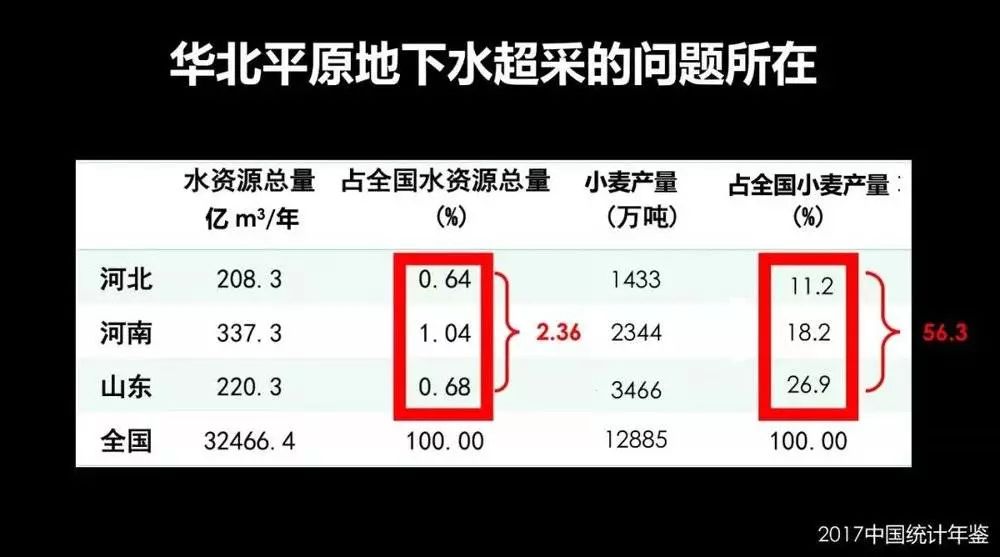 华北平原地下水超采的问题所在
水资源总量 占全国水资源总量 小麦产量 占全国小麦产量
亿 m³/年 (%) (万吨) (%)
河北 208.3 0.64 1433 11.2
河南 337.3 1.04 2.36 2344 18.2 56.3
山东 220.3 0.68 3466 26.9
全国 32466.4 100.00 12885 100.00
2017中国统计年鉴